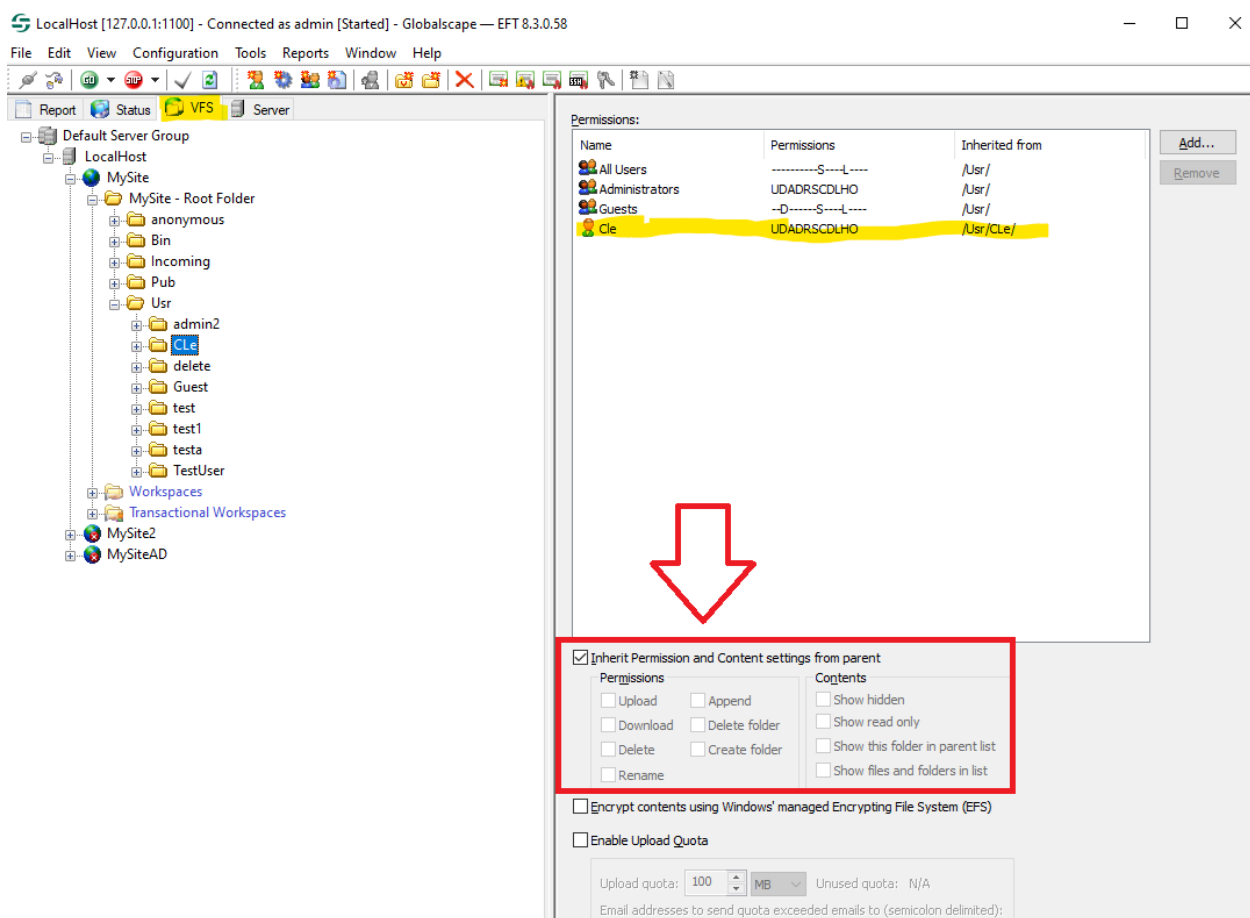 LocalHost [127.0.0.1:1100] - Connected as admin [Started] - Globalscape — EFT 8.3.0.58
File Edit View Configuration Tools Reports Window Help
Report Status VFS Server
Default Server Group
LocalHost
MySite
MySite - Root Folder
anonymous
Bin
Incoming
Pub
Usr
admin2
CLe
delete
Guest
test
test1
testa
TestUser
Workspaces
Transactional Workspaces
MySite2
MySiteAD
Permissions:
Name Permissions Inherited from
All Users ----------S----L---- /Usr/
Administrators UDADRSCDLHO /Usr/
Guests --D------S----L---- /Usr/
Cle UDADRSCDLHO /Usr/CLe/
Add...
Remove
Inherit Permission and Content settings from parent
Permissions
Upload Append
Download Delete folder
Delete Create folder
Rename
Contents
Show hidden
Show read only
Show this folder in parent list
Show files and folders in list
Encrypt contents using Windows' managed Encrypting File System (EFS)
Enable Upload Quota
Upload quota: 100 MB Unused quota: N/A
Email addresses to send quota exceeded emails to (semicolon delimited):